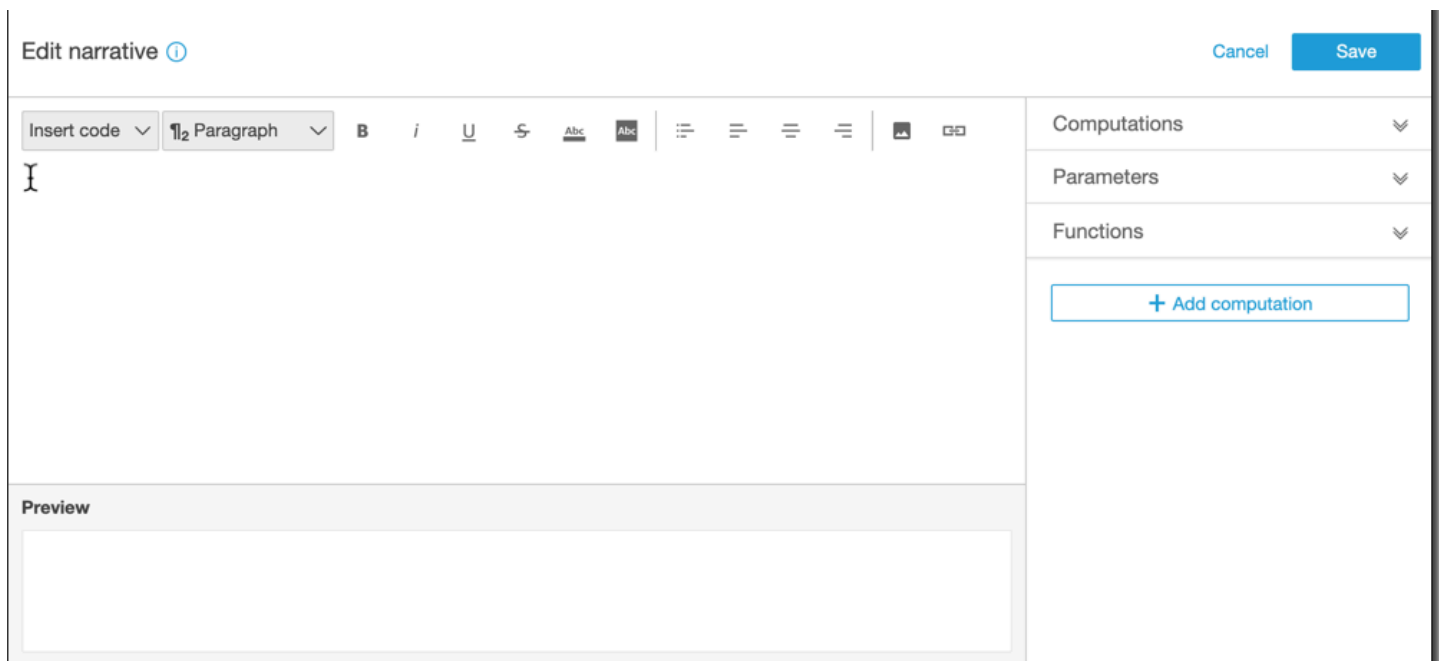 Edit narrative
Cancel
Save
Insert code
¶2 Paragraph
B
i
U
S
Abc
Abc
Computations
Parameters
Functions
+ Add computation
Preview